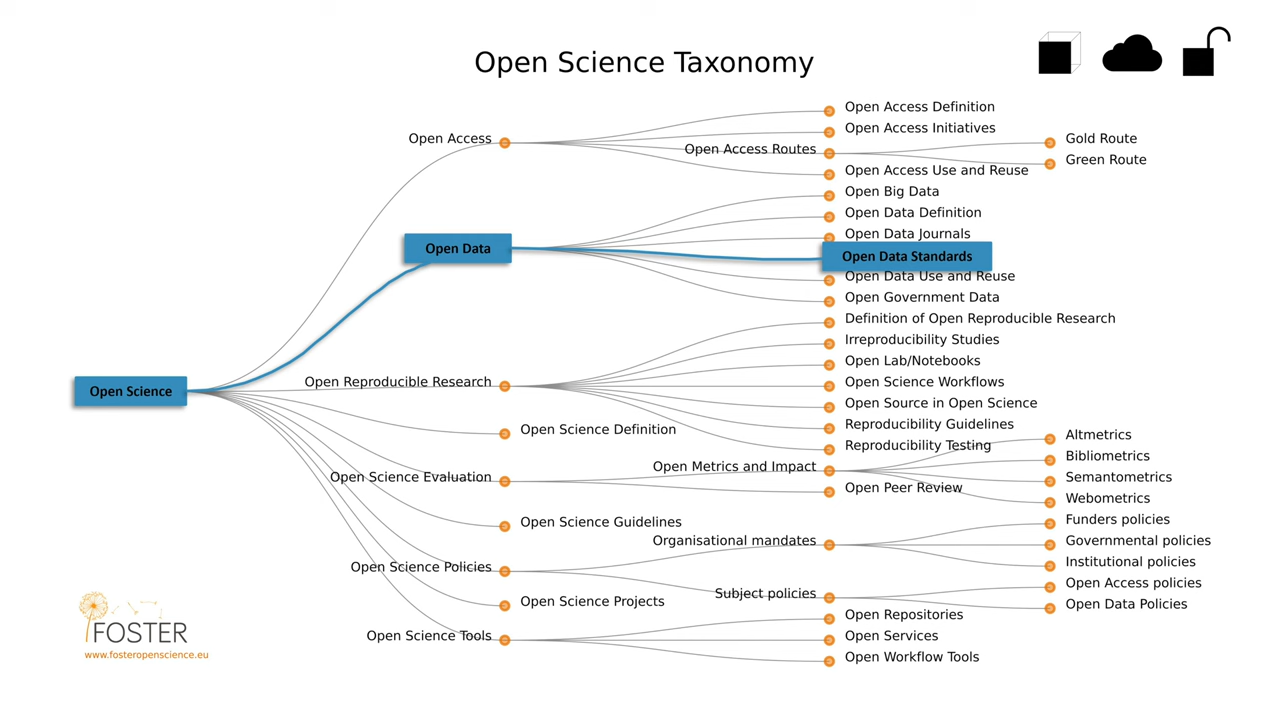 Open Science Taxonomy
Open Science
Open Access
Open Access Definition
Open Access Initiatives
Open Access Routes
Gold Route
Green Route
Open Access Use and Reuse
Open Data
Open Big Data
Open Data Definition
Open Data Journals
Open Data Standards
Open Data Use and Reuse
Open Government Data
Open Reproducible Research
Definition of Open Reproducible Research
Irreproducibility Studies
Open Lab/Notebooks
Open Science Workflows
Open Source in Open Science
Reproducibility Guidelines
Reproducibility Testing
Open Science Definition
Open Science Evaluation
Open Metrics and Impact
Altmetrics
Bibliometrics
Semantometrics
Webometrics
Open Peer Review
Open Science Guidelines
Open Science Policies
Organisational mandates
Funders policies
Governmental policies
Institutional policies
Subject policies
Open Access policies
Open Data Policies
Open Science Projects
Open Science Tools
Open Repositories
Open Services
Open Workflow Tools
FOSTER
www.fosteropenscience.eu